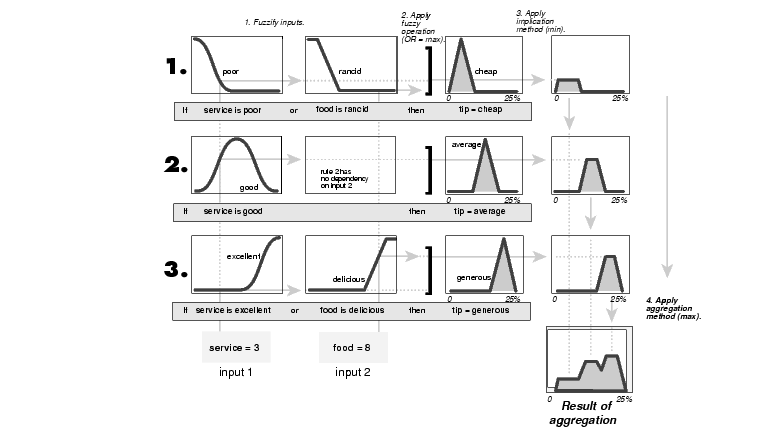 1. Fuzzify inputs.
2. Apply
fuzzy
operation
(OR = max).
3. Apply
implication
method (min).
1.
poor
rancid
cheap
0
25%
If service is poor or food is rancid then tip = cheap
2.
good
rule 2 has
no dependency
on input 2
average
0
25%
If service is good then tip = average
3.
excellent
delicious
generous
0
25%
0
25%
0
25%
If service is excellent or food is delicious then tip = generous
0
25%
4. Apply
aggregation
method (max).
service = 3
food = 8
input 1
input 2
0
25%
Result of
aggregation